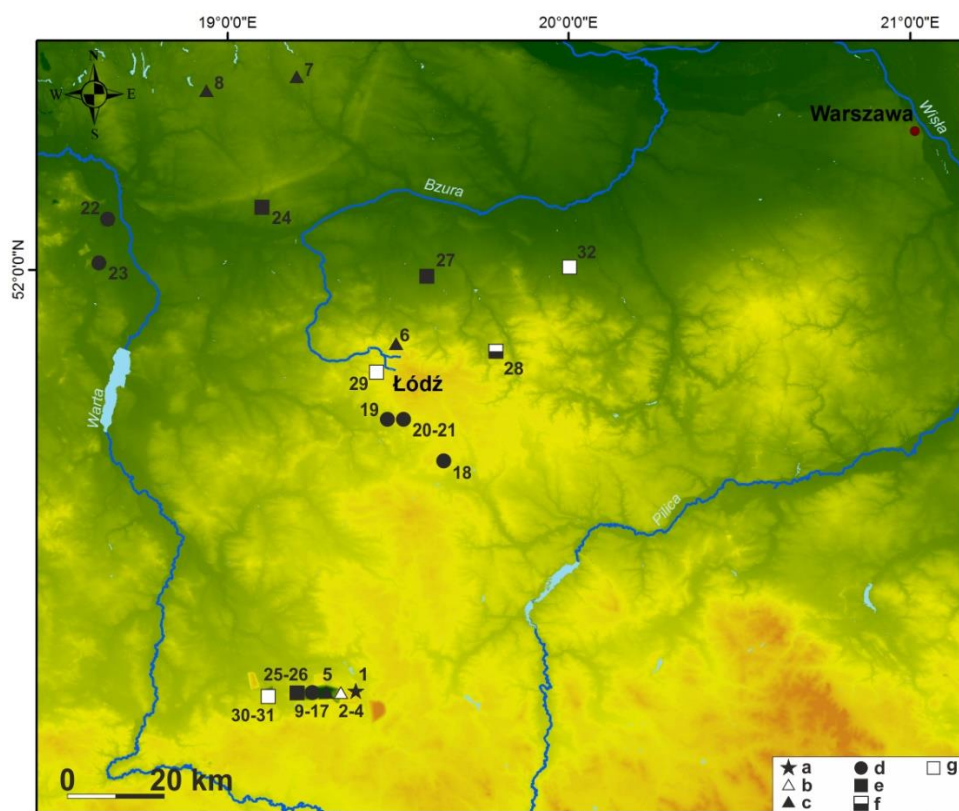 19°0'0"E 20°0'0"E 21°0'0"E
N
W E
S
8 7
Warszawa
Wisła
Bzura
22
24
23
52°0'0"N
27 32
6
28
29
Łódź
Warta
19
20-21
18
Pilica
25-26 5 1
30-31 9-17 2-4
0 20 km
a d g
b e
c f